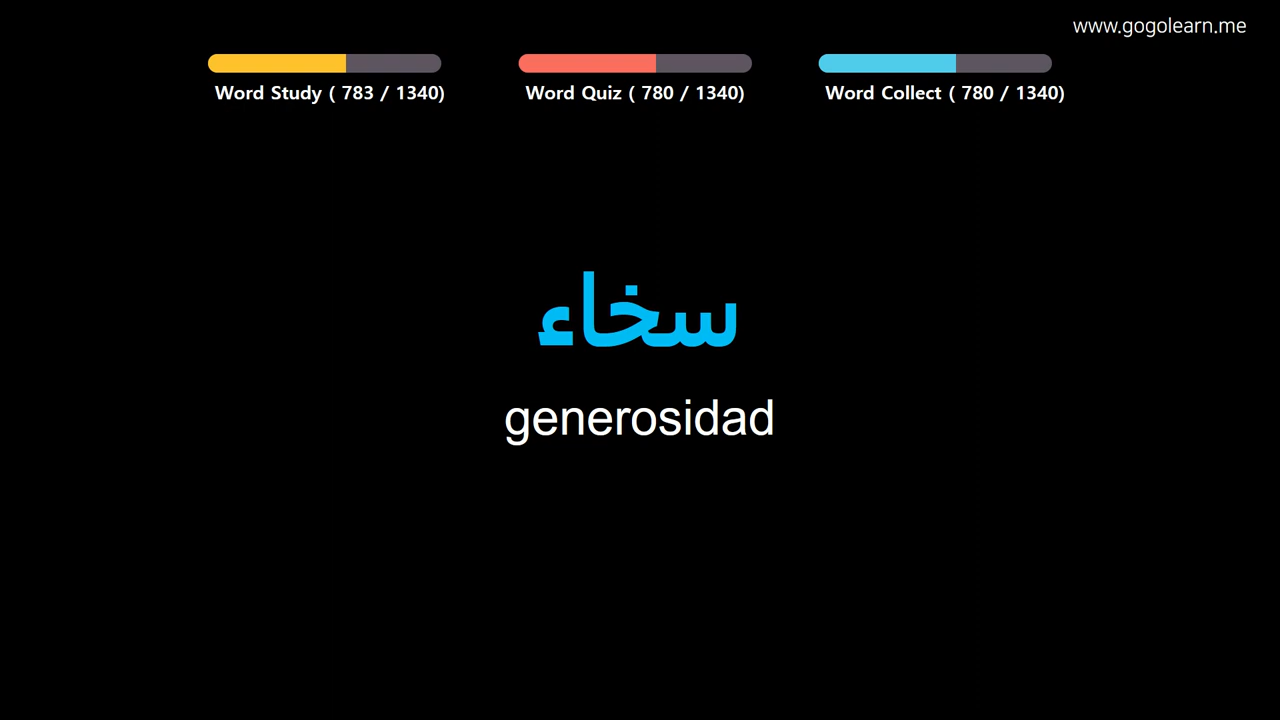 www.gogolearn.me
Word Study ( 783 / 1340)
Word Quiz ( 780 / 1340)
Word Collect ( 780 / 1340)
سخاء
generosidad